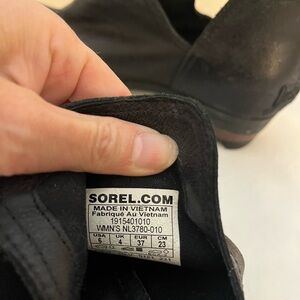 SOREL.COM
MADE IN VIETNAM
Fabriqué Au Vietnam
1915401010
WMN'S NL3780-010
USA UK EUR CM
6 4 37 23